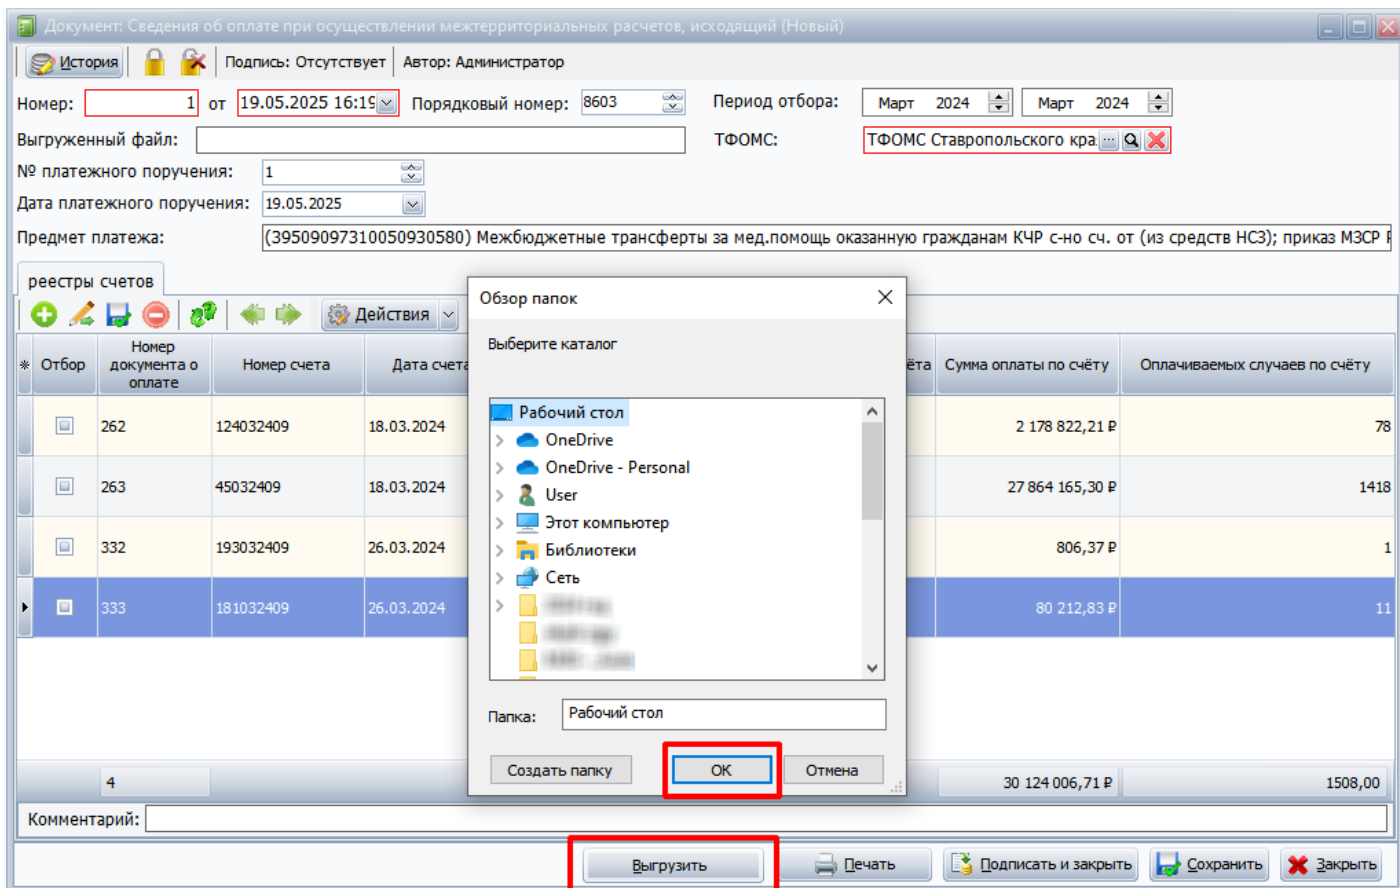 Документ: Сведения об оплате при осуществлении межтерриториальных расчетов, исходящий (Новый)
История Подпись: Отсутствует Автор: Администратор
Номер: 1 от 19.05.2025 16:19 Порядковый номер: 8603 Период отбора: Март 2024 Март 2024
Выгруженный файл: ТФОМС: ТФОМС Ставропольского кра
№ платежного поручения: 1
Дата платежного поручения: 19.05.2025
Предмет платежа: (39509097310050930580) Межбюджетные трансферты за мед.помощь оказанную гражданам КЧР с-но сч. от (из средств НСЗ); приказ МЗСР
реестры счетов
Действия
Отбор Номер документа о оплате Номер счета Дата счета ёта Сумма оплаты по счёту Оплачиваемых случаев по счёту
262 124032409 18.03.2024 2 178 822,21 ₽ 78
263 45032409 18.03.2024 27 864 165,30 ₽ 1418
332 193032409 26.03.2024 806,37 ₽ 1
333 181032409 26.03.2024 80 212,83 ₽ 11
4 30 124 006,71 ₽ 1508,00
Обзор папок
Выберите каталог
Рабочий стол
OneDrive
OneDrive - Personal
User
Этот компьютер
Библиотеки
Сеть
Папка: Рабочий стол
Создать папку ОК Отмена
Комментарий:
Выгрузить Печать Подписать и закрыть Сохранить Закрыть